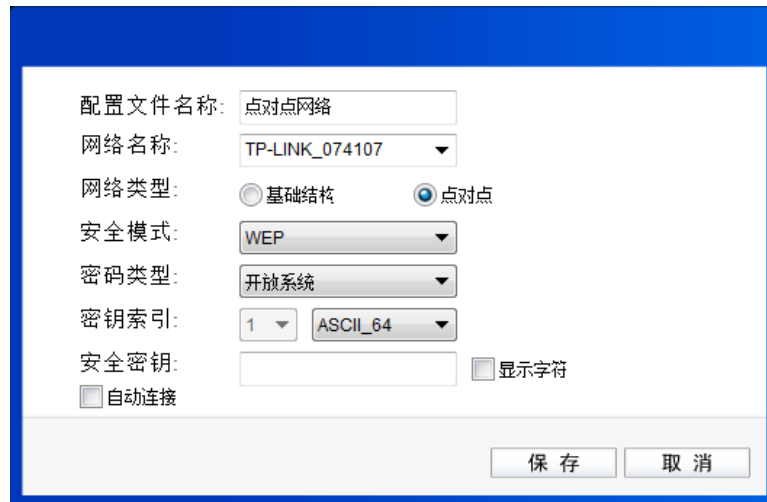 配置文件名称: 点对点网络
网络名称: TP-LINK_074107
网络类型: 基础结构 点对点
安全模式: WEP
密码类型: 开放系统
密钥索引: 1 ASCII_64
安全密钥: 显示字符
自动连接
保 存 取 消